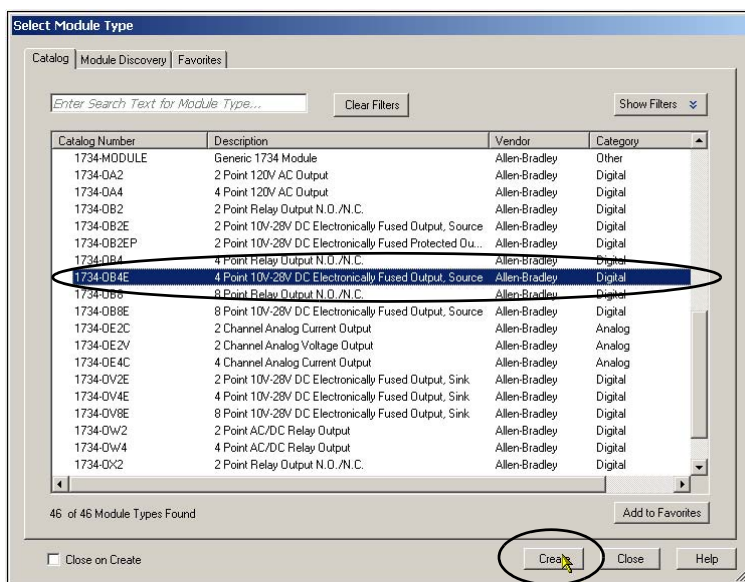 Select Module Type
Catalog Module Discovery Favorites
Enter Search Text for Module Type... Clear Filters Show Filters
Catalog Number Description Vendor Category
1734-MODULE Generic 1734 Module Allen-Bradley Other
1734-OA2 2 Point 120V AC Output Allen-Bradley Digital
1734-OA4 4 Point 120V AC Output Allen-Bradley Digital
1734-OB2 2 Point Relay Output N.O./N.C. Allen-Bradley Digital
1734-OB2E 2 Point 10V-28V DC Electronically Fused Output, Source Allen-Bradley Digital
1734-OB2EP 2 Point 10V-28V DC Electronically Fused Protected Ou... Allen-Bradley Digital
1734-OB4 4 Point Relay Output N.O./N.C. Allen-Bradley Digital
1734-OB4E 4 Point 10V-28V DC Electronically Fused Output, Source Allen-Bradley Digital
1734-OB8 8 Point Relay Output N.O./N.C. Allen-Bradley Digital
1734-OB8E 8 Point 10V-28V DC Electronically Fused Output, Source Allen-Bradley Digital
1734-OE2C 2 Channel Analog Current Output Allen-Bradley Analog
1734-OE2V 2 Channel Analog Voltage Output Allen-Bradley Analog
1734-OE4C 4 Channel Analog Current Output Allen-Bradley Analog
1734-OV2E 2 Point 10V-28V DC Electronically Fused Output, Sink Allen-Bradley Digital
1734-OV4E 4 Point 10V-28V DC Electronically Fused Output, Sink Allen-Bradley Digital
1734-OV8E 8 Point 10V-28V DC Electronically Fused Output, Sink Allen-Bradley Digital
1734-OW2 2 Point AC/DC Relay Output Allen-Bradley Digital
1734-OW4 4 Point AC/DC Relay Output Allen-Bradley Digital
1734-OX2 2 Point Relay Output N.O./N.C. Allen-Bradley Digital
46 of 46 Module Types Found Add to Favorites
Close on Create Create Close Help